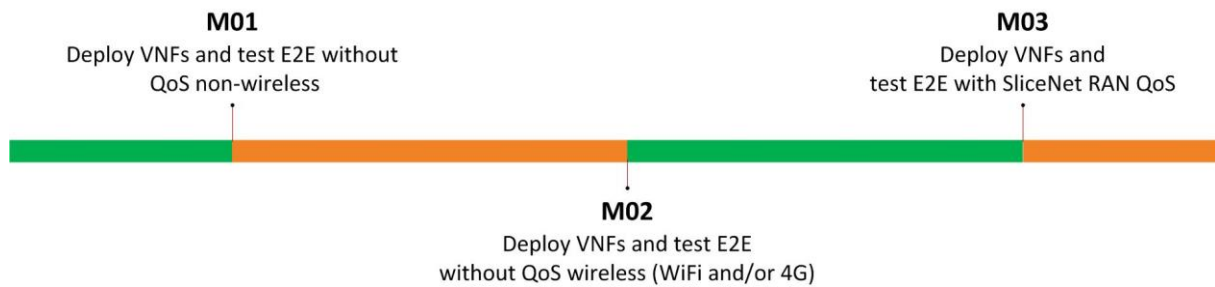 M01
Deploy VNFs and test E2E without
QoS non-wireless
M03
Deploy VNFs and
test E2E with SliceNet RAN QoS
M02
Deploy VNFs and test E2E
without QoS wireless (WiFi and/or 4G)